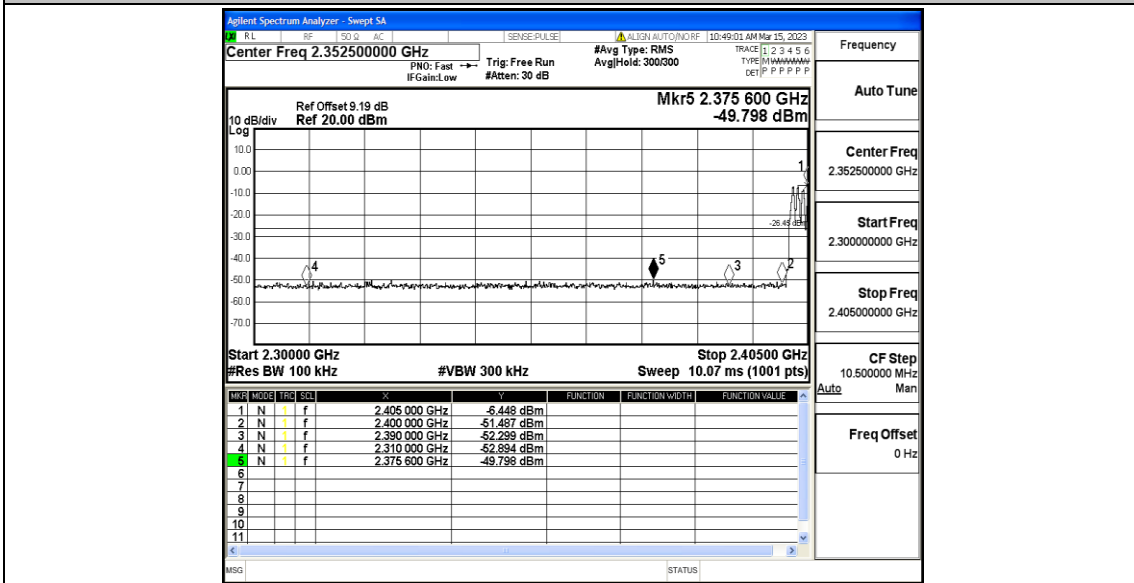 Agilent Spectrum Analyzer - Swept SA
RL RF 50 Ω AC SENSE:PULSE ALIGN AUTO/NO RF 10:49:01 AM Mar 15, 2023
Center Freq 2.352500000 GHz
PNO: Fast
IFGain:Low
Trig: Free Run
#Atten: 30 dB
#Avg Type: RMS
Avg|Hold: 300/300
TRACE 1 2 3 4 5 6
TYPE M
DET P P P P P P
Mkr5 2.375 600 GHz
-49.798 dBm
Ref Offset 9.19 dB
10 dB/div Ref 20.00 dBm
Log
10.0
0.00
-10.0
-20.0
-30.0
-40.0
-50.0
-60.0
-70.0
1
-26.45 dBm
4
5
3
2
Start 2.30000 GHz Stop 2.40500 GHz
#Res BW 100 kHz #VBW 300 kHz Sweep 10.07 ms (1001 pts)
MKR MODE TRC SCL X Y FUNCTION FUNCTION WIDTH FUNCTION VALUE
1 N 1 f 2.405 000 GHz -6.448 dBm
2 N 1 f 2.400 000 GHz -51.487 dBm
3 N 1 f 2.390 000 GHz -52.299 dBm
4 N 1 f 2.310 000 GHz -52.894 dBm
5 N 1 f 2.375 600 GHz -49.798 dBm
6
7
8
9
10
11
MSG STATUS
Frequency
Auto Tune
Center Freq
2.352500000 GHz
Start Freq
2.300000000 GHz
Stop Freq
2.405000000 GHz
CF Step
10.500000 MHz
Auto Man
Freq Offset
0 Hz